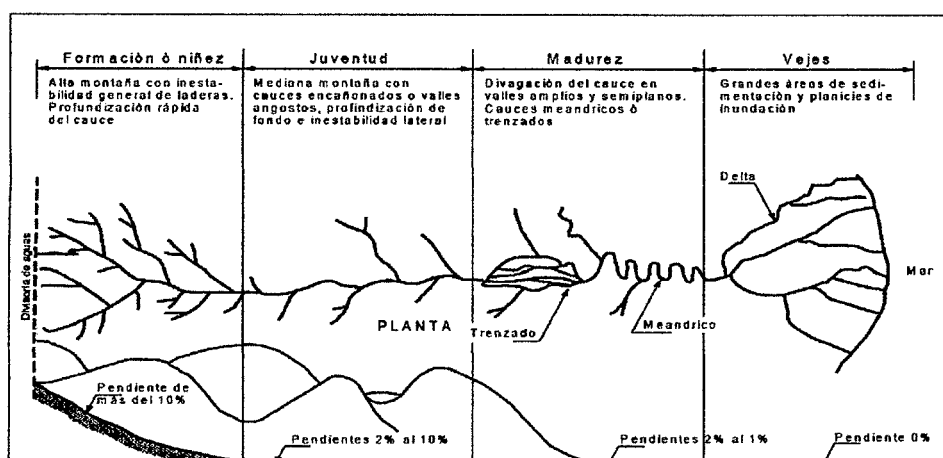 Formación ò niñez
Alta montaña con inesta-
bilidad general de laderas.
Profundización rápida
del cauce
Juventud
Mediana montaña con
cauces encañonados o valles
angostos, profindización de
fondo e inestabilidad lateral
Madurez
Divagación del cauce en
valles amplios y semiplanos.
Cauces meandricos ò
trenzados
Vejes
Grandes áreas de sedi-
mentación y planicies de
inundación
Divisoria de aguas
Delta
Mar
PLANTA
Trenzado
Meandrico
Pendiente de
más del 10%
Pendientes 2% al 10%
Pendientes 2% al 1%
Pendiente 0%